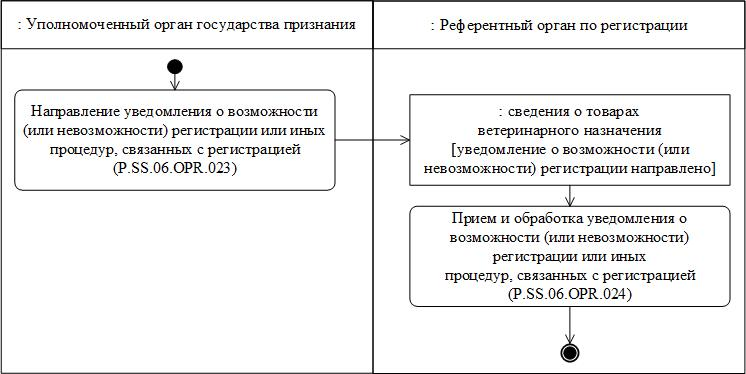 : Уполномоченный орган государства признания
: Референтный орган по регистрации
Направление уведомления о возможности
(или невозможности) регистрации или иных
процедур, связанных с регистрацией
(P.SS.06.OPR.023)
: сведения о товарах
ветеринарного назначения
[уведомление о возможности (или
невозможности) регистрации направлено]
Прием и обработка уведомления о
возможности (или невозможности)
регистрации или иных
процедур, связанных с регистрацией
(P.SS.06.OPR.024)